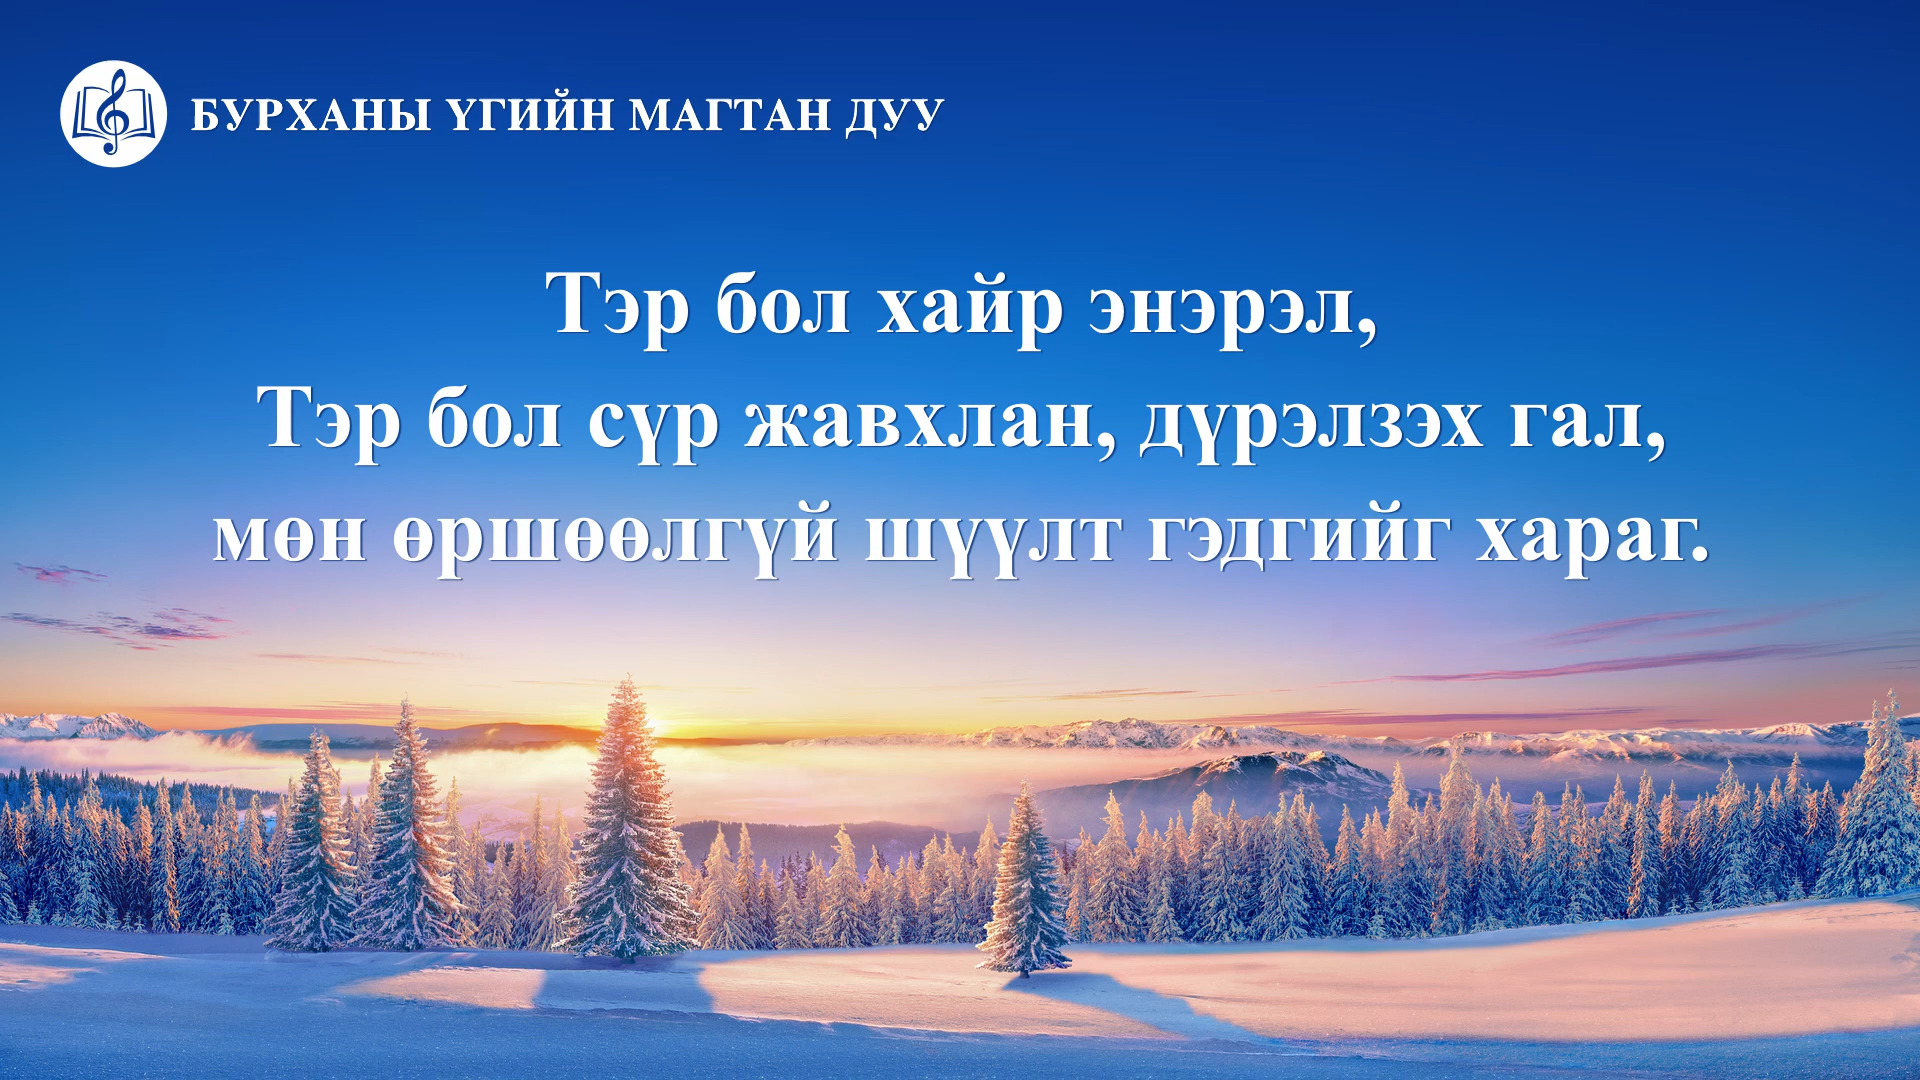 БУРХАНЫ ҮГИЙН МАГТАН ДУУ
Тэр бол хайр энэрэл,
Тэр бол сүр жавхлан, дүрэлзэх гал,
мөн өршөөлгүй шүүлт гэдгийг хараг.